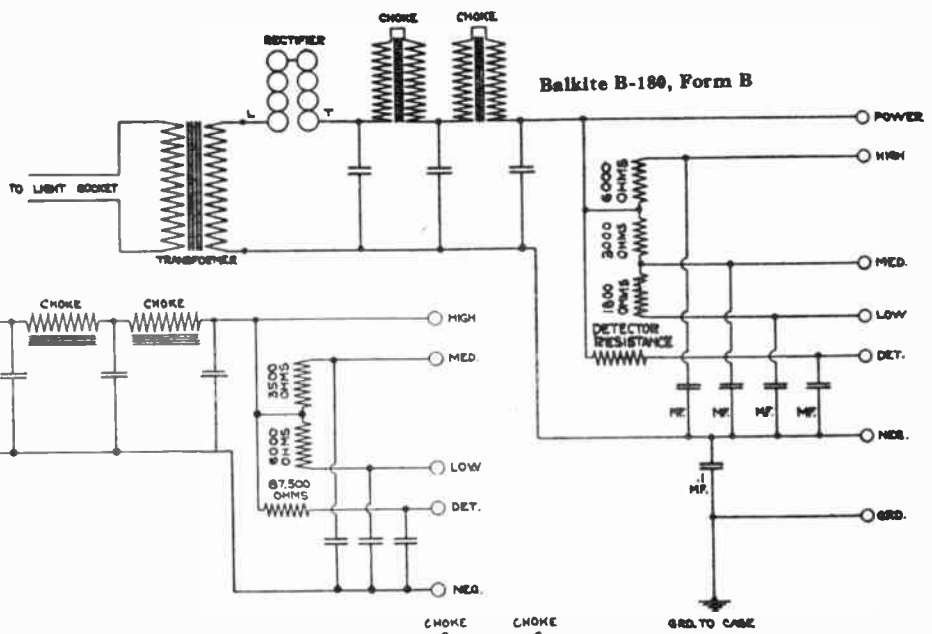 CHOKE CHOKE
RECTIFIER
Balkite B-180, Form B
L T
POWER
HIGH
6000 OHMS
TO LIGHT SOCKET
3000 OHMS
TRANSFORMER
MED.
1800 OHMS
CHOKE CHOKE
HIGH
LOW
DETECTOR RESISTANCE
MED.
DET.
3500 OHMS
MF. MF. MF. MF.
NEG.
6000 OHMS
LOW
.1 MF.
87,500 OHMS
DET.
GRD.
NEG.
CHOKE CHOKE
GRD. TO CASE